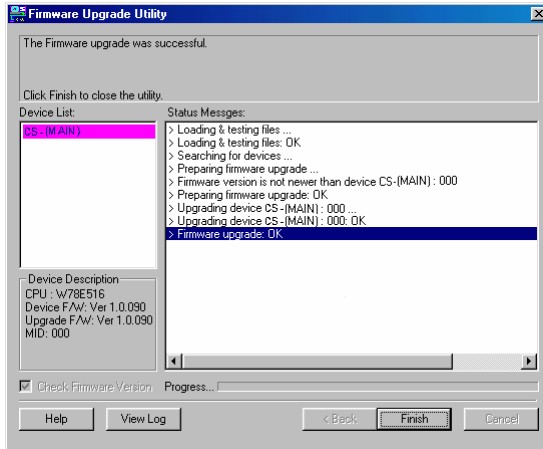 Firmware Upgrade Utility
The Firmware upgrade was successful.
Click Finish to close the utility.
Device List:
CS-(MAIN)
Status Messges:
> Loading & testing files ...
> Loading & testing files: OK
> Searching for devices ...
> Preparing firmware upgrade ...
> Firmware version is not newer than device CS-(MAIN) : 000
> Preparing firmware upgrade: OK
> Upgrading device CS-(MAIN) : 000 ...
> Upgrading device CS-(MAIN) : 000: OK
> Firmware upgrade: OK
Device Description
CPU : W78E516
Device F/W: Ver 1.0.090
Upgrade F/W: Ver 1.0.090
MID: 000
Check Firmware Version
Progress...
Help
View Log
< Back
Finish
Cancel